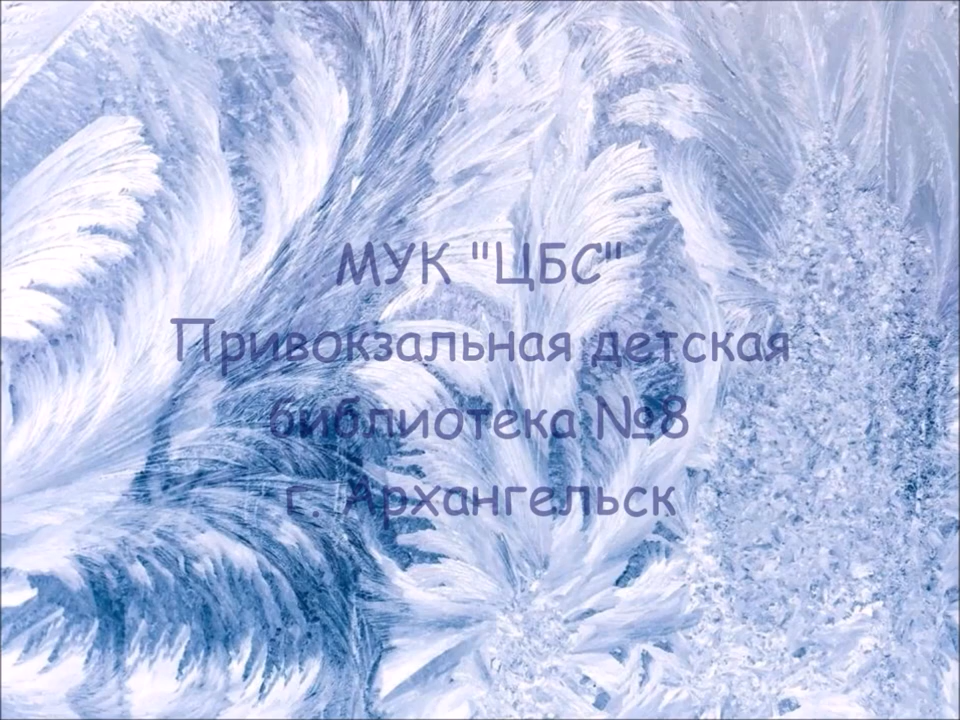 МУК "ЦБС"
Привокзальная детская
библиотека №8
г. Архангельск